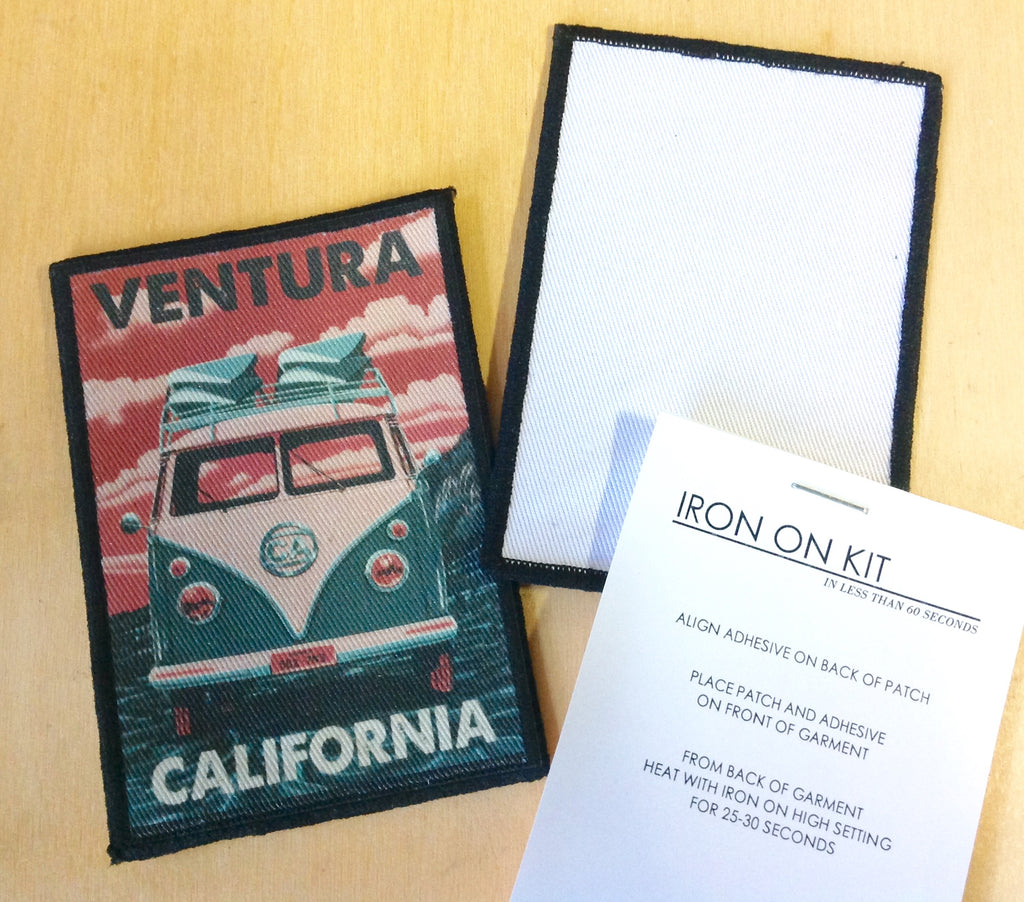 VENTURA
CALIFORNIA
IRON ON KIT
IN LESS THAN 60 SECONDS
ALIGN ADHESIVE ON BACK OF PATCH
PLACE PATCH AND ADHESIVE
ON FRONT OF GARMENT
FROM BACK OF GARMENT
HEAT WITH IRON ON HIGH SETTING
FOR 25-30 SECONDS